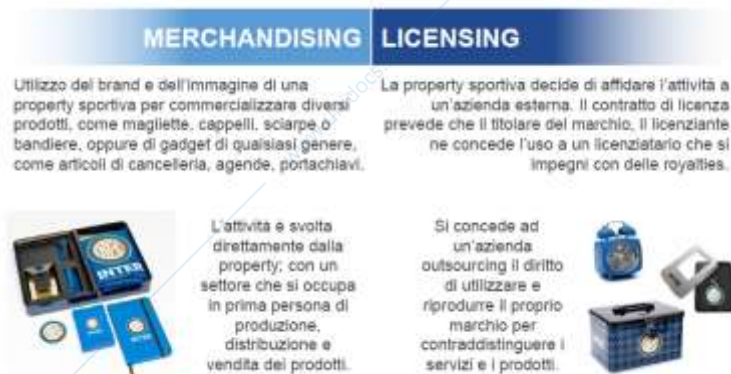 MERCHANDISING
LICENSING
Utilizzo del brand e dell'immagine di una
property sportiva per commercializzare diversi
prodotti, come magliette, cappelli, sciarpe o
bandiere, oppure di gadget di qualsiasi genere,
come articoli di cancelleria, agende, portachiavi.
La property sportiva decide di affidare l'attività a
un'azienda esterna. Il contratto di licenza
prevede che il titolare del marchio, il licenziante
ne concede l'uso a un licenziatario che si
impegni con delle royalties.
L'attività è svolta
direttamente dalla
property; con un
settore che si occupa
in prima persona di
produzione,
distribuzione e
vendita dei prodotti.
Si concede ad
un'azienda
outsourcing il diritto
di utilizzare e
riprodurre il proprio
marchio per
contraddistinguere i
servizi e i prodotti.
INTER